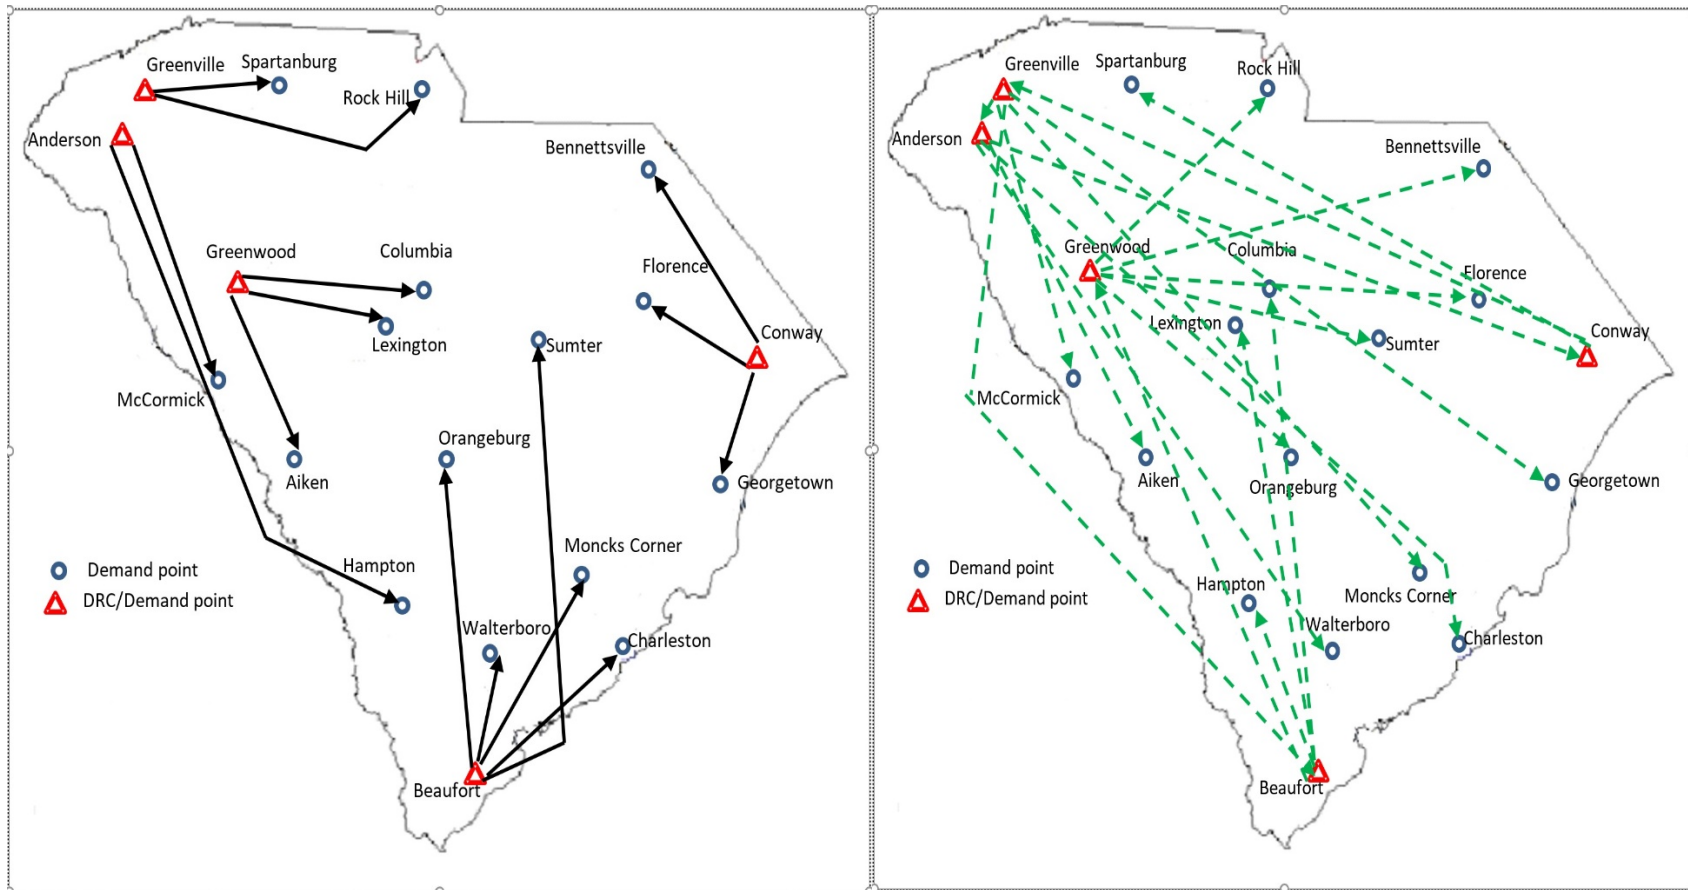 Greenville
Spartanburg
Rock Hill
Anderson
Bennettsville
Greenwood
Columbia
Florence
Lexington
Sumter
Conway
McCormick
Orangeburg
Aiken
Georgetown
Moncks Corner
Hampton
Demand point
DRC/Demand point
Walterboro
Charleston
Beaufort
Greenville
Spartanburg
Rock Hill
Anderson
Bennettsville
Greenwood
Columbia
Florence
Lexington
Sumter
Conway
McCormick
Aiken
Orangeburg
Georgetown
Demand point
DRC/Demand point
Hampton
Moncks Corner
Walterboro
Charleston
Beaufort